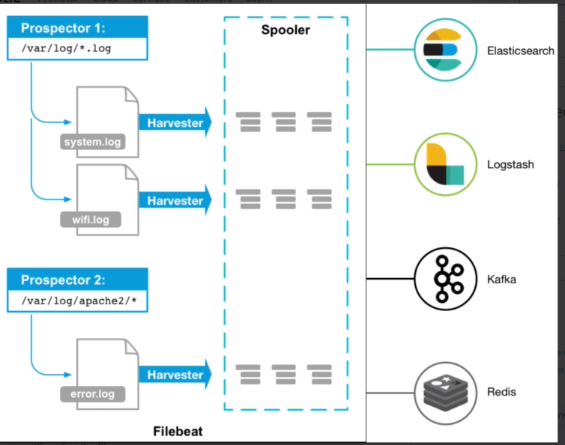 Prospector 1:
/var/log/*.log
system.log
Harvester
wifi.log
Harvester
Prospector 2:
/var/log/apache2/*
error.log
Harvester
Spooler
Filebeat
Elasticsearch
Logstash
Kafka
Redis